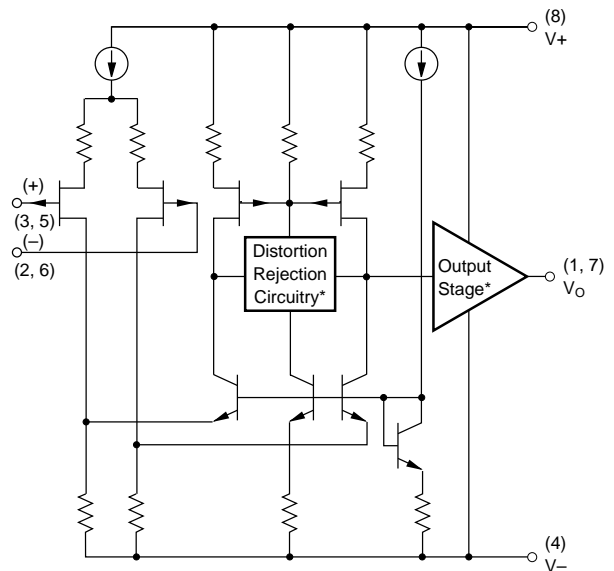 (8)
V+
(+)
(3, 5)
(–)
(2, 6)
Distortion
Rejection
Circuitry*
Output
Stage*
(1, 7)
VO
(4)
V–